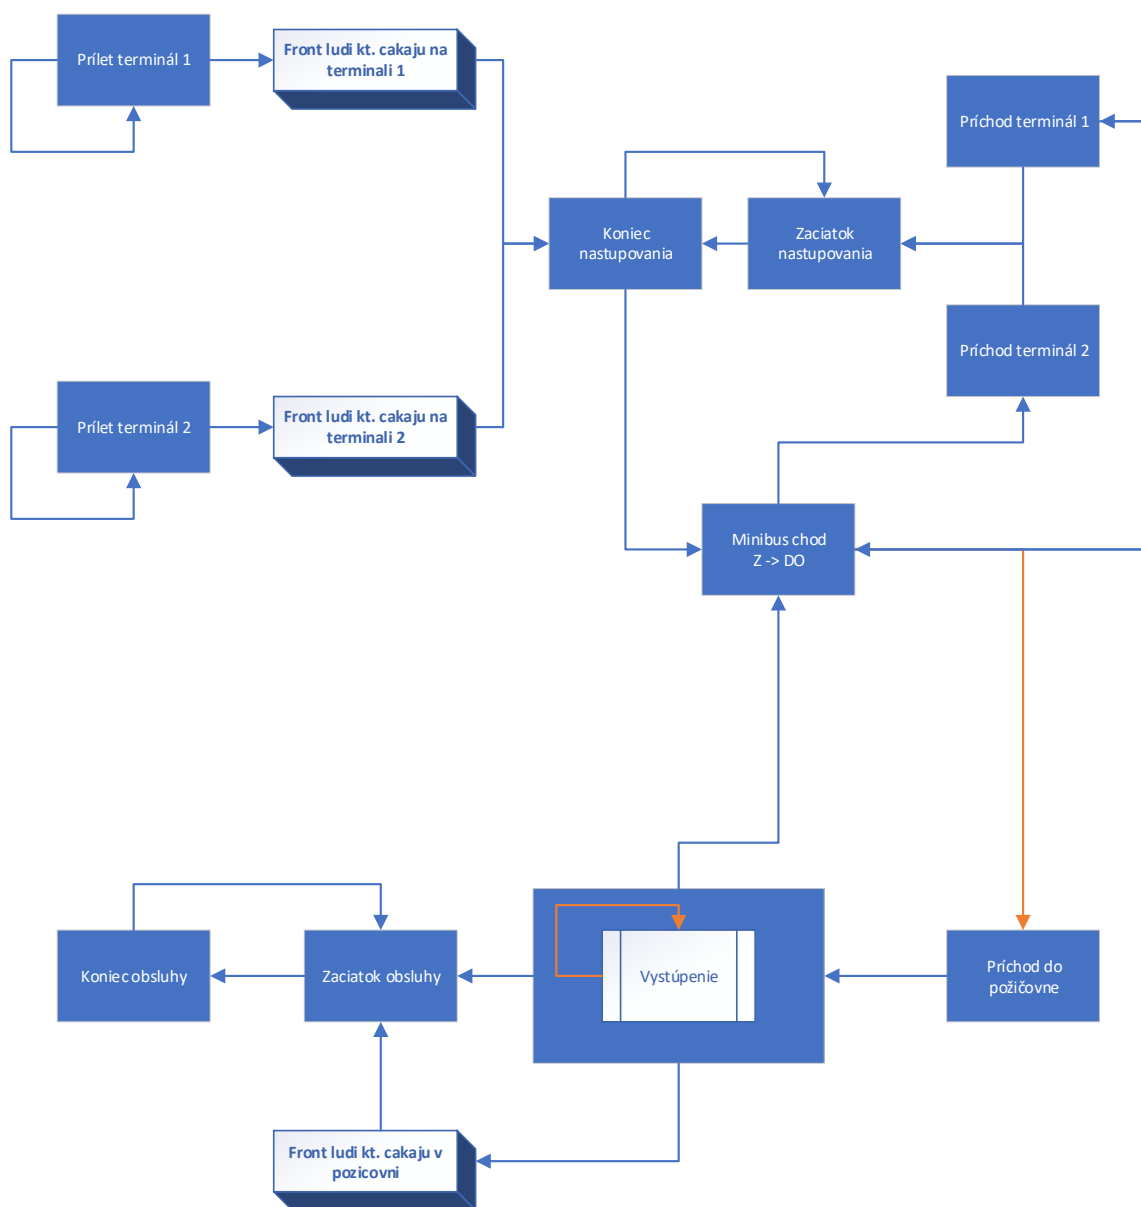 Prílet terminál 1
Front ludi kt. cakaju na
terminali 1
Príchod terminál 1
Koniec
nastupovania
Zaciatok
nastupovania
Príchod terminál 2
Prílet terminál 2
Front ludi kt. cakaju na
terminali 2
Minibus chod
Z -> DO
Koniec obsluhy
Zaciatok obsluhy
Vystúpenie
Príchod do
požičovne
Front ludi kt. cakaju v
pozicovni